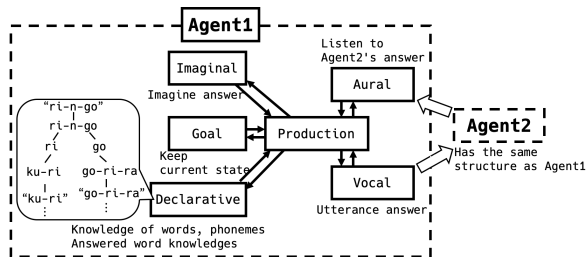 Agent1
Listen to
Agent2's answer
Imaginal
Aural
Imagine answer
"ri-n-go"
ri-n-go
ri
go
ku-ri
go-ri-ra
"ku-ri"
"go-ri-ra"
⋮
⋮
Goal
Production
Keep
current state
Agent2
Has the same
structure as Agent1
Declarative
Vocal
Utterance answer
Knowledge of words, phonemes
Answered word knowledges